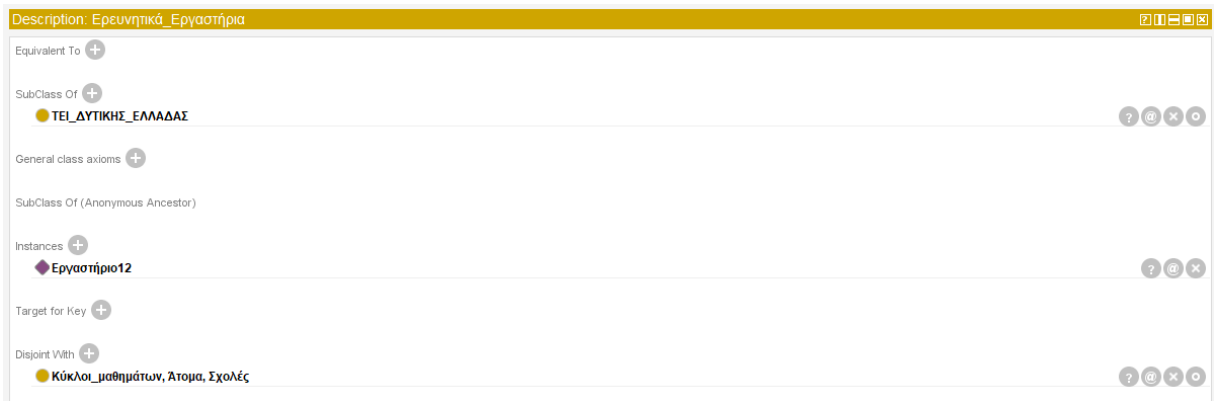 Description: Ερευνητικά_Εργαστήρια
Equivalent To
SubClass Of
ΤΕΙ_ΔΥΤΙΚΗΣ_ΕΛΛΑΔΑΣ
General class axioms
SubClass Of (Anonymous Ancestor)
Instances
Εργαστήριο12
Target for Key
Disjoint With
Κύκλοι_μαθημάτων, Άτομα, Σχολές